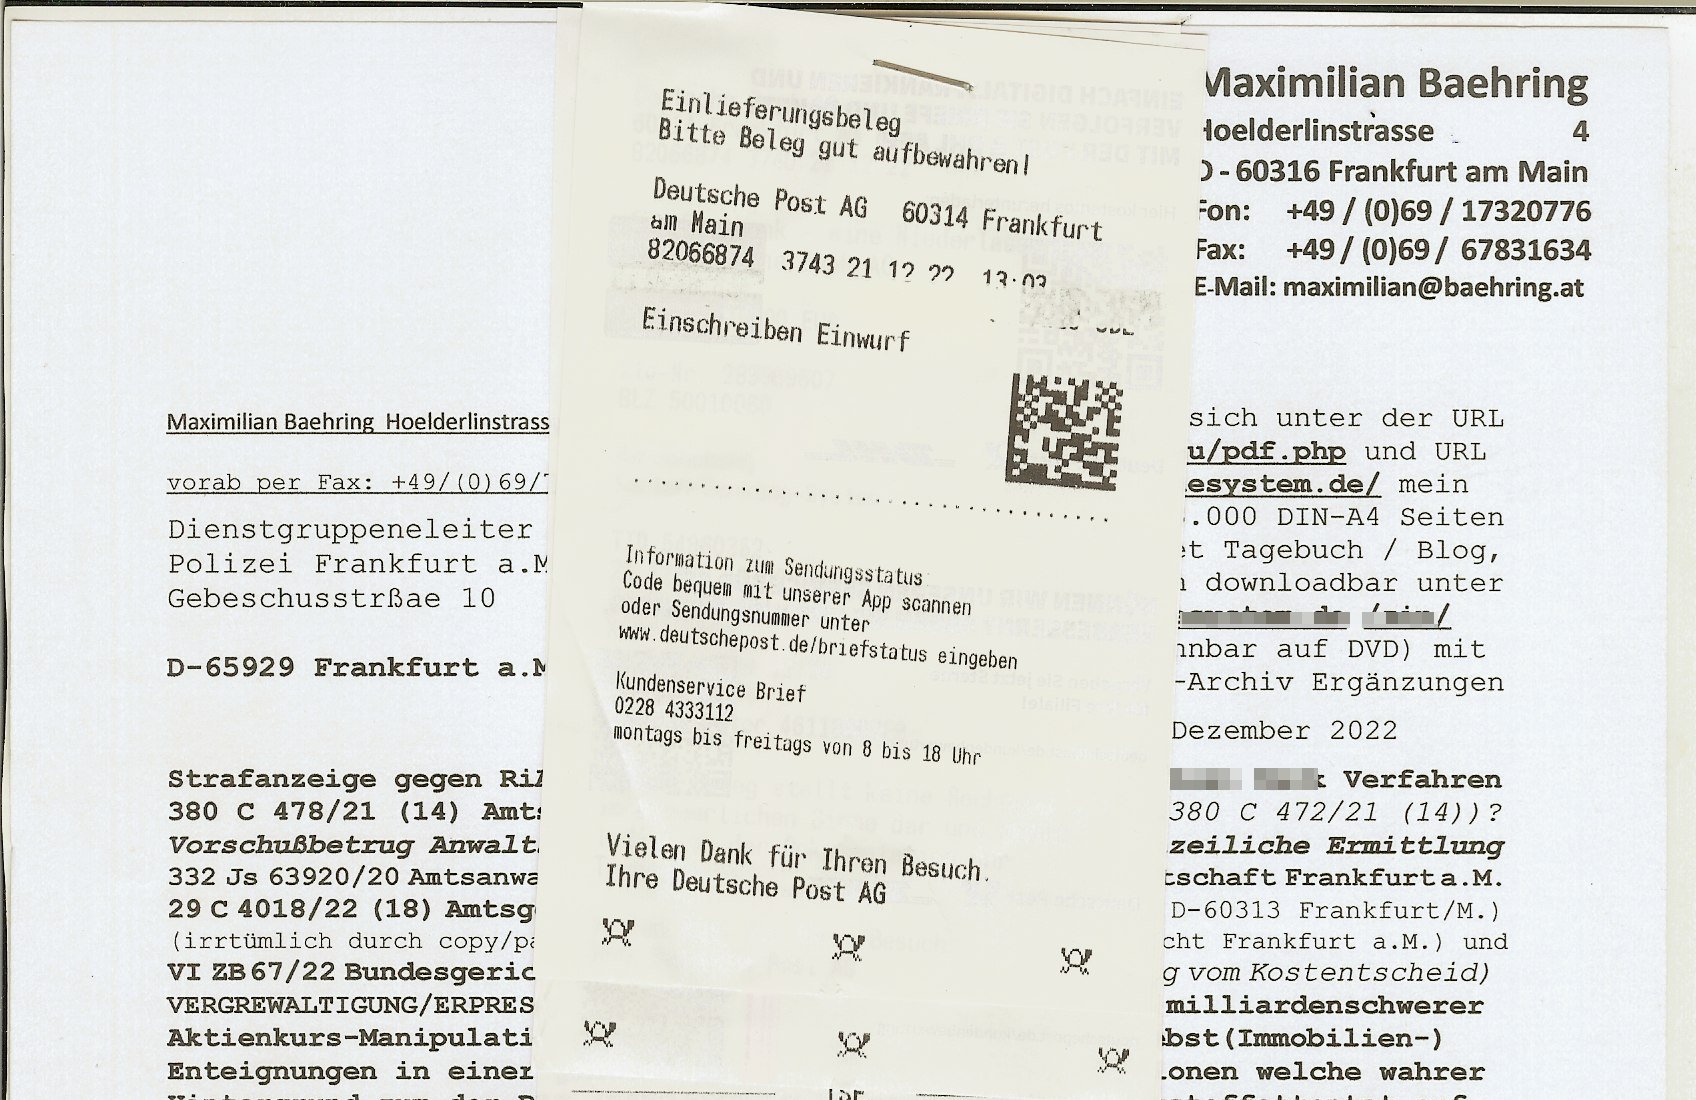 Maximilian Baehring
Hoelderlinstrasse 4
D - 60316 Frankfurt am Main
Fon: +49 / (0)69 / 17320776
Fax: +49 / (0)69 / 67831634
E-Mail: maximilian@baehring.at
Einlieferungsbeleg
Bitte Beleg gut aufbewahren!
Deutsche Post AG 60314 Frankfurt
am Main
82066874 3743 21 12 22 13:03
Einschreiben Einwurf
Information zum Sendungsstatus
Code bequem mit unserer App scannen
oder Sendungsnummer unter
www.deutschepost.de/briefstatus eingeben
Kundenservice Brief
0228 4333112
montags bis freitags von 8 bis 18 Uhr
Vielen Dank für Ihren Besuch.
Ihre Deutsche Post AG
Maximilian Baehring Hoelderlinstrass
vorab per Fax: +49/(0)69/
Dienstgruppeneleiter
Polizei Frankfurt a.M
Gebeschusstrßae 10
D-65929 Frankfurt a.M
sich unter der URL
u/pdf.php und URL
esystem.de/ mein
.000 DIN-A4 Seiten
et Tagebuch / Blog,
downloadbar unter
nnbar auf DVD) mit
-Archiv Ergänzungen
Dezember 2022
Strafanzeige gegen Ri Verfahren
380 C 478/21 (14) Amt 380 C 472/21 (14))?
Vorschußbetrug Anwalt zeiliche Ermittlung
332 Js 63920/20 Amtsanwa tschaft Frankfurt a.M.
29 C 4018/22 (18) Amtsg D-60313 Frankfurt/M.)
(irrtümlich durch copy/pa cht Frankfurt a.M.) und
VI ZB 67/22 Bundesgeric g vom Kostentscheid)
VERGREWALTIGUNG/ERPRES milliardenschwerer
Aktienkurs-Manipulati bst(Immobilien-)
Enteignungen in einer onen welche wahrer